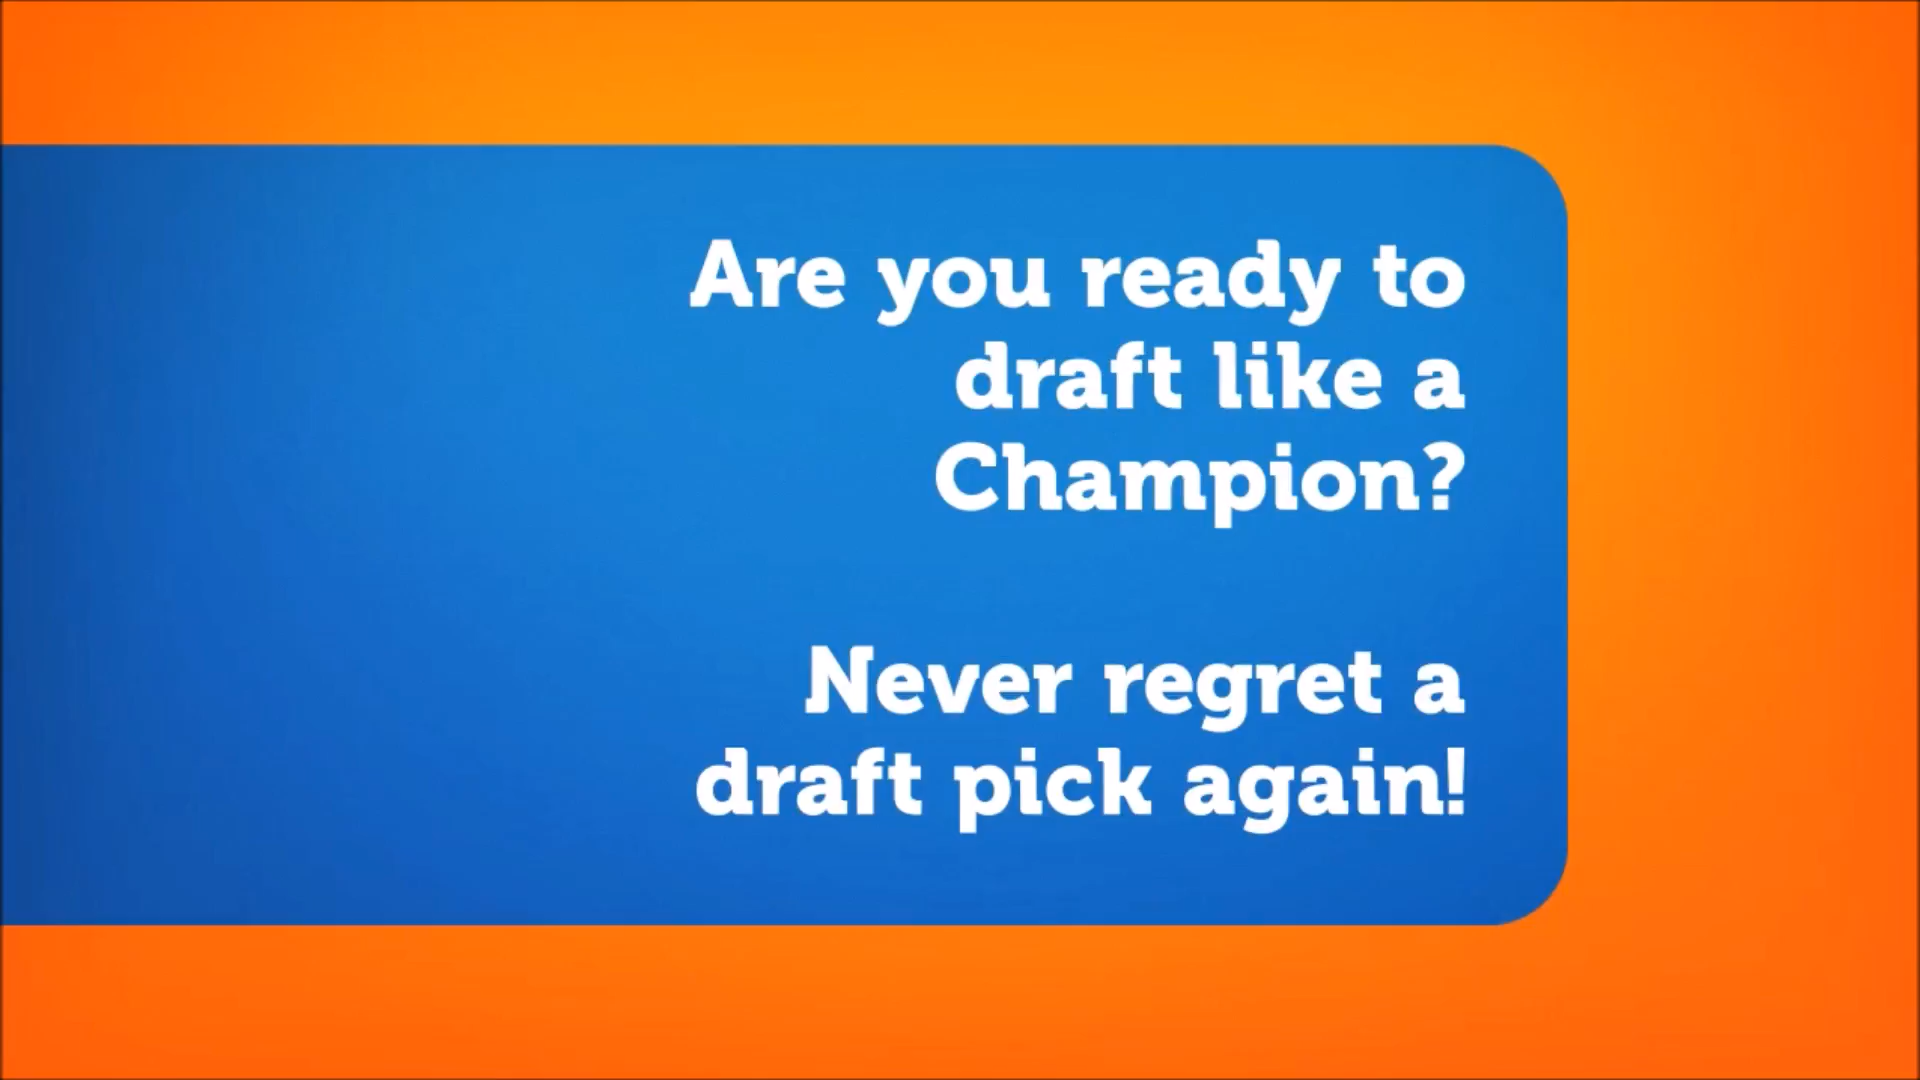 Are you ready to
draft like a
Champion?
Never regret a
draft pick again!